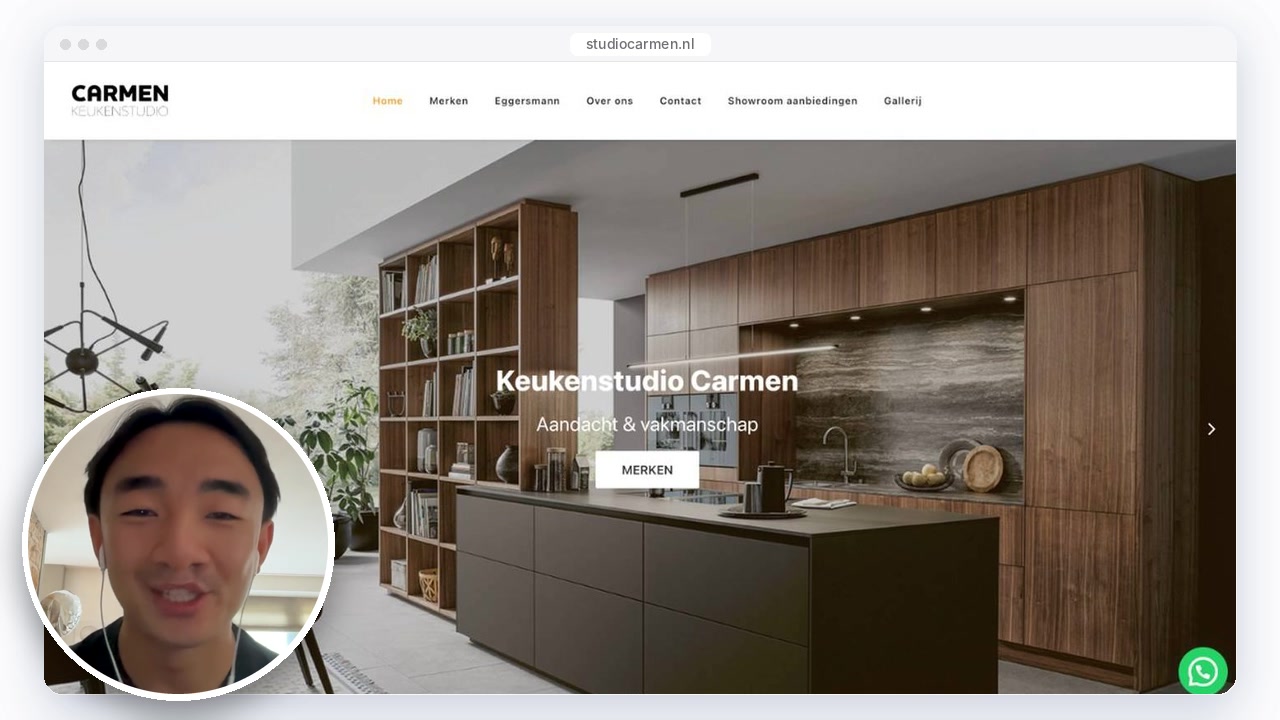 studiocarmen.nl
CARMEN
KEUKENSTUDIO
Home Merken Eggersmann Over ons Contact Showroom aanbiedingen Gallerij
Keukenstudio Carmen
Aandacht & vakmanschap
MERKEN